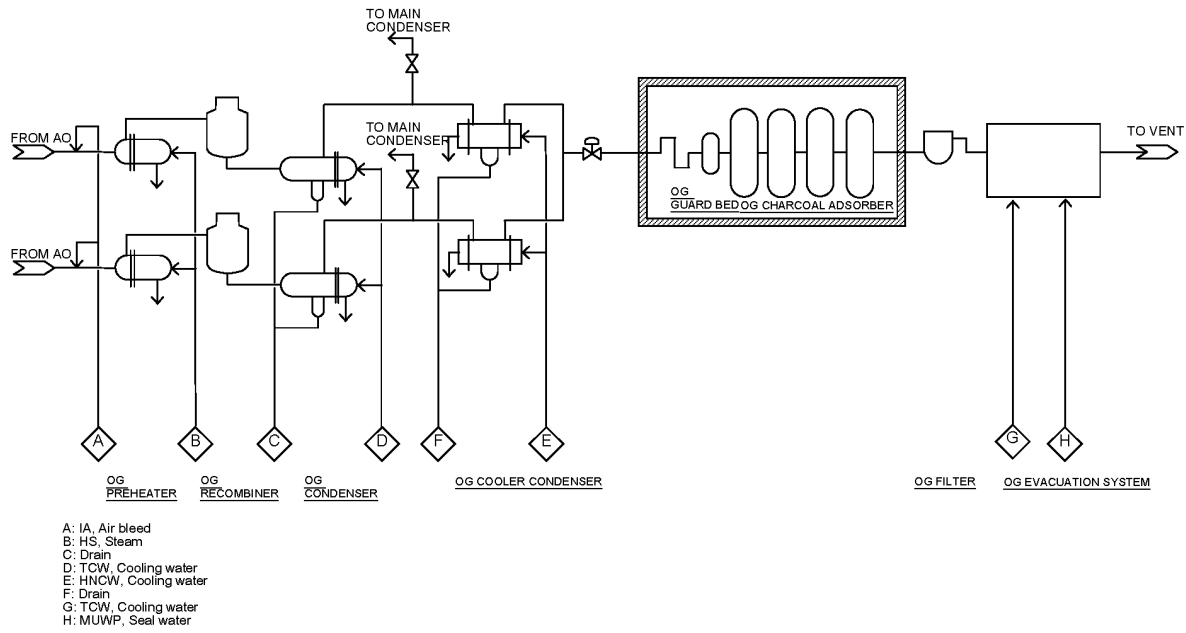 TO MAIN
CONDENSER
FROM AO
TO MAIN
CONDENSER
TO VENT
OG
GUARD BED
OG CHARCOAL ADSORBER
FROM AO
A
B
C
D
F
E
G
H
OG
PREHEATER
OG
RECOMBINER
OG
CONDENSER
OG COOLER CONDENSER
OG FILTER
OG EVACUATION SYSTEM
A: IA, Air bleed
B: HS, Steam
C: Drain
D: TCW, Cooling water
E: HNCW, Cooling water
F: Drain
G: TCW, Cooling water
H: MUWP, Seal water